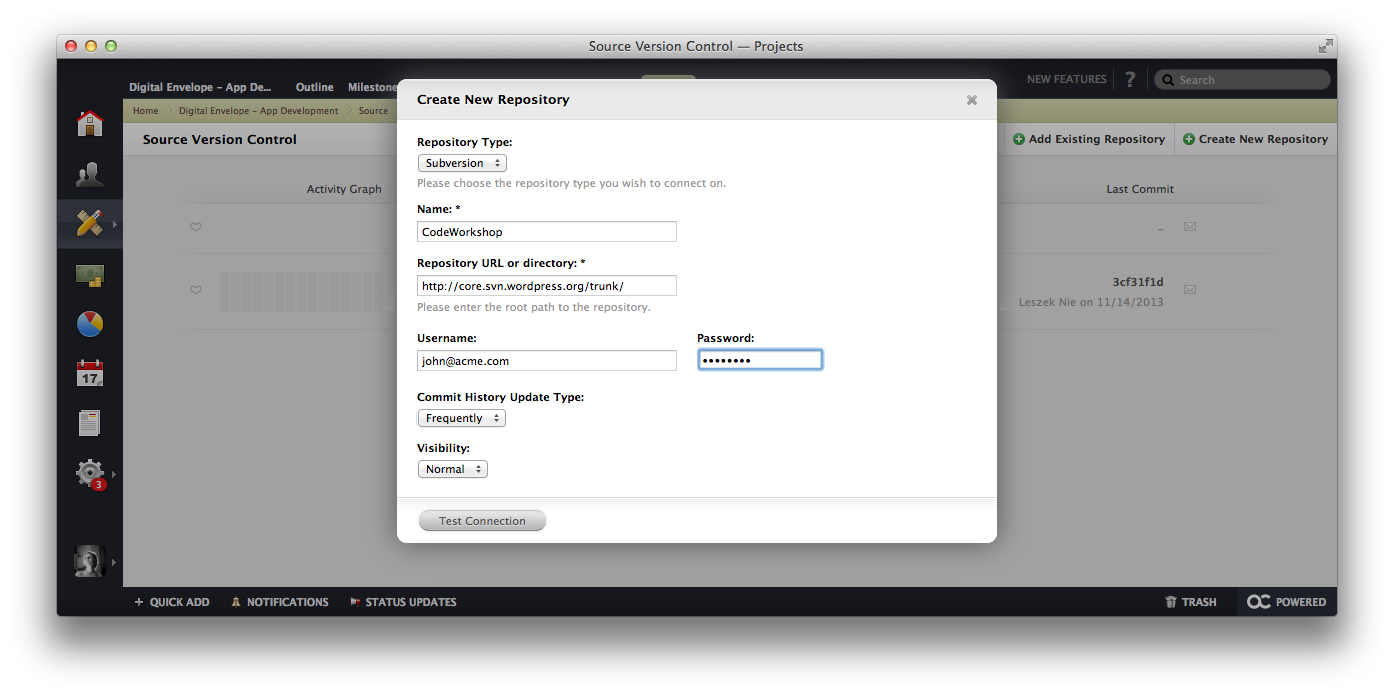 Source Version Control — Projects
Digital Envelope – App De... Outline Milestone
NEW FEATURES ? Search
Home Digital Envelope – App Development Source
Source Version Control
Add Existing Repository Create New Repository
Activity Graph Last Commit
–
3cf31f1d
Leszek Nie on 11/14/2013
Create New Repository
Repository Type:
Subversion
Please choose the repository type you wish to connect on.
Name: *
CodeWorkshop
Repository URL or directory: *
http://core.svn.wordpress.org/trunk/
Please enter the root path to the repository.
Username: Password:
john@acme.com ••••••••
Commit History Update Type:
Frequently
Visibility:
Normal
Test Connection
17
3
QUICK ADD NOTIFICATIONS STATUS UPDATES TRASH OC POWERED